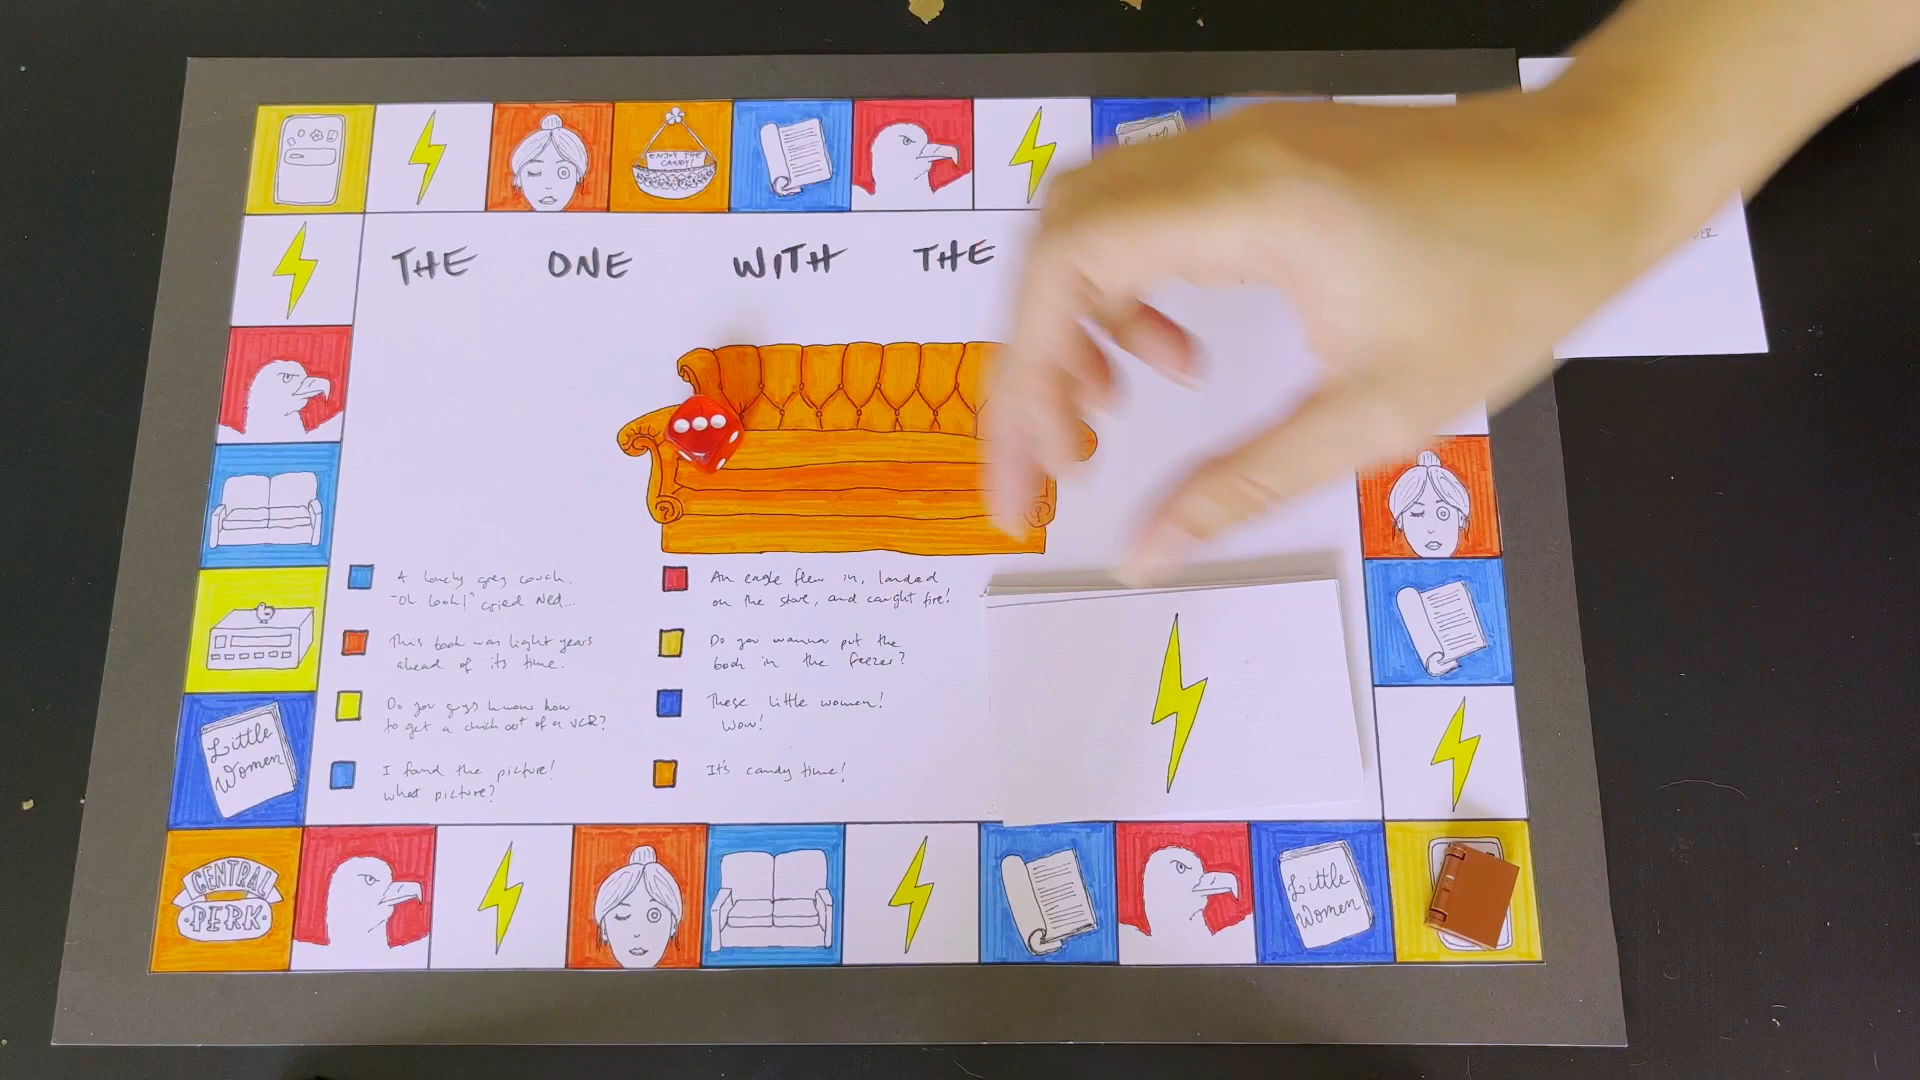 ENJOY THE
CANDY!
THE ONE WITH THE
A lonely grey couch.
"Oh look!" cried Ned...
This book was light years
ahead of its time.
Do you guys know how
to get a chick out of a VCR?
I found the picture!
What picture?
An eagle flew in, landed
on the stove, and caught fire!
Do you wanna put the
book in the freezer?
These little women!
Wow!
It's candy time!
Little
Women
CENTRAL
PERK
Little
Women